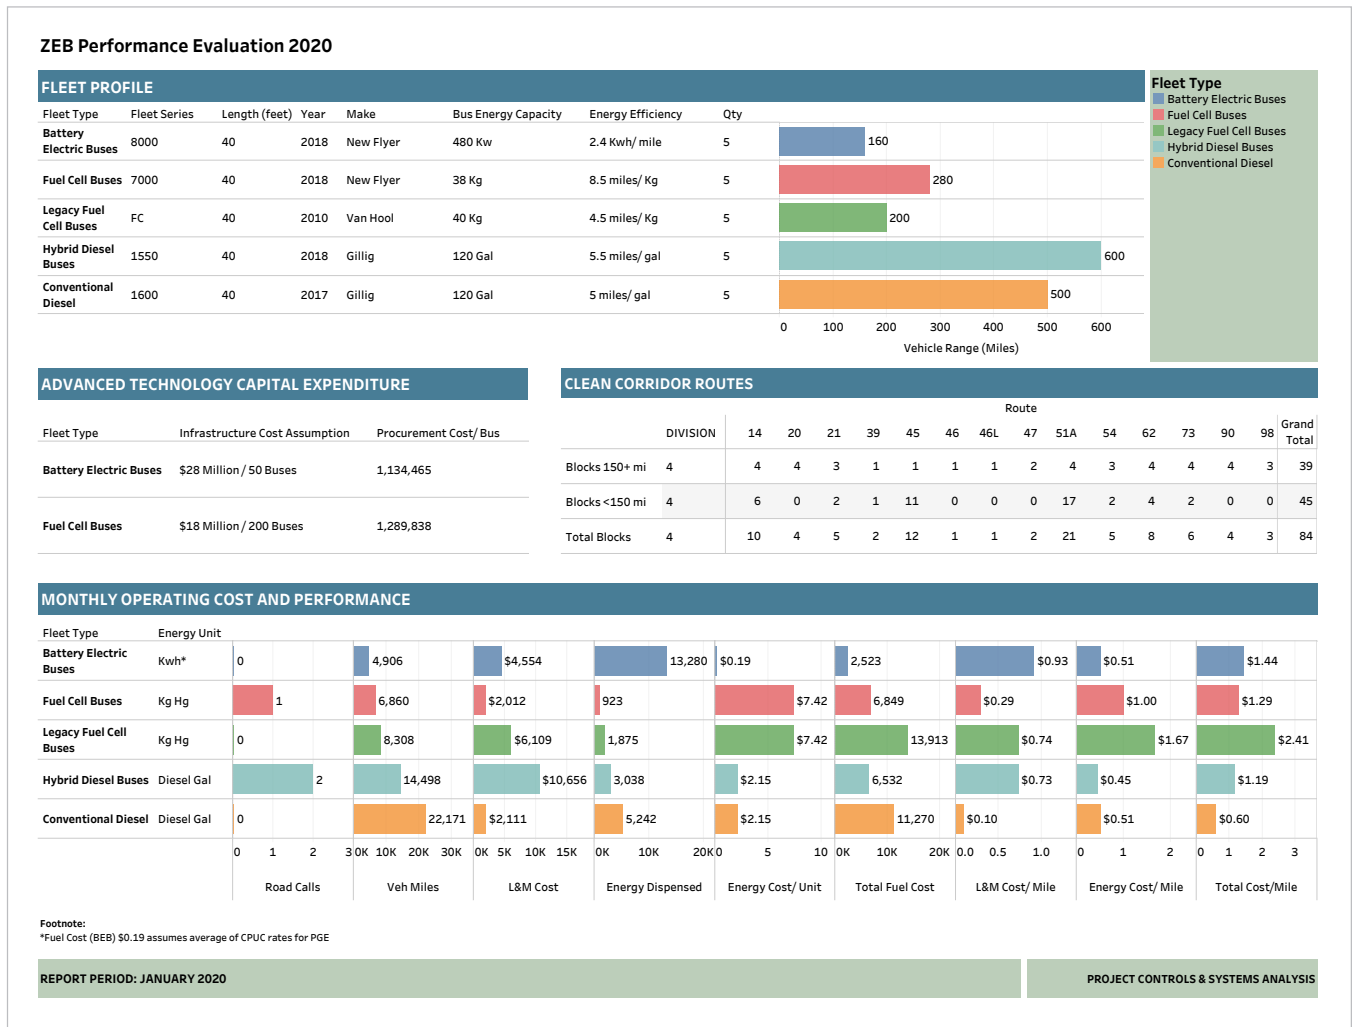 ZEB Performance Evaluation 2020
FLEET PROFILE
Fleet Type Fleet Series Length (feet) Year Make Bus Energy Capacity Energy Efficiency Qty
Battery Electric Buses 8000 40 2018 New Flyer 480 Kw 2.4 Kwh/ mile 5 160
Fuel Cell Buses 7000 40 2018 New Flyer 38 Kg 8.5 miles/ Kg 5 280
Legacy Fuel Cell Buses FC 40 2010 Van Hool 40 Kg 4.5 miles/ Kg 5 200
Hybrid Diesel Buses 1550 40 2018 Gillig 120 Gal 5.5 miles/ gal 5 600
Conventional Diesel 1600 40 2017 Gillig 120 Gal 5 miles/ gal 5 500
0 100 200 300 400 500 600
Vehicle Range (Miles)
Fleet Type
Battery Electric Buses
Fuel Cell Buses
Legacy Fuel Cell Buses
Hybrid Diesel Buses
Conventional Diesel
ADVANCED TECHNOLOGY CAPITAL EXPENDITURE
Fleet Type Infrastructure Cost Assumption Procurement Cost/ Bus
Battery Electric Buses $28 Million / 50 Buses 1,134,465
Fuel Cell Buses $18 Million / 200 Buses 1,289,838
CLEAN CORRIDOR ROUTES
Route
DIVISION 14 20 21 39 45 46 46L 47 51A 54 62 73 90 98 Grand Total
Blocks 150+ mi 4 4 4 3 1 1 1 1 2 4 3 4 4 4 3 39
Blocks <150 mi 4 6 0 2 1 11 0 0 0 17 2 4 2 0 0 45
Total Blocks 4 10 4 5 2 12 1 1 2 21 5 8 6 4 3 84
MONTHLY OPERATING COST AND PERFORMANCE
Fleet Type Energy Unit
Battery Electric Buses Kwh* 0 4,906 $4,554 13,280 $0.19 2,523 $0.93 $0.51 $1.44
Fuel Cell Buses Kg Hg 1 6,860 $2,012 923 $7.42 6,849 $0.29 $1.00 $1.29
Legacy Fuel Cell Buses Kg Hg 0 8,308 $6,109 1,875 $7.42 13,913 $0.74 $1.67 $2.41
Hybrid Diesel Buses Diesel Gal 2 14,498 $10,656 3,038 $2.15 6,532 $0.73 $0.45 $1.19
Conventional Diesel Diesel Gal 0 22,171 $2,111 5,242 $2.15 11,270 $0.10 $0.51 $0.60
0 1 2 3 0K 10K 20K 30K 0K 5K 10K 15K 0K 10K 20K 0 5 10 0K 10K 20K 0.0 0.5 1.0 0 1 2 0 1 2 3
Road Calls Veh Miles L&M Cost Energy Dispensed Energy Cost/ Unit Total Fuel Cost L&M Cost/ Mile Energy Cost/ Mile Total Cost/Mile
Footnote:
*Fuel Cost (BEB) $0.19 assumes average of CPUC rates for PGE
REPORT PERIOD: JANUARY 2020
PROJECT CONTROLS & SYSTEMS ANALYSIS